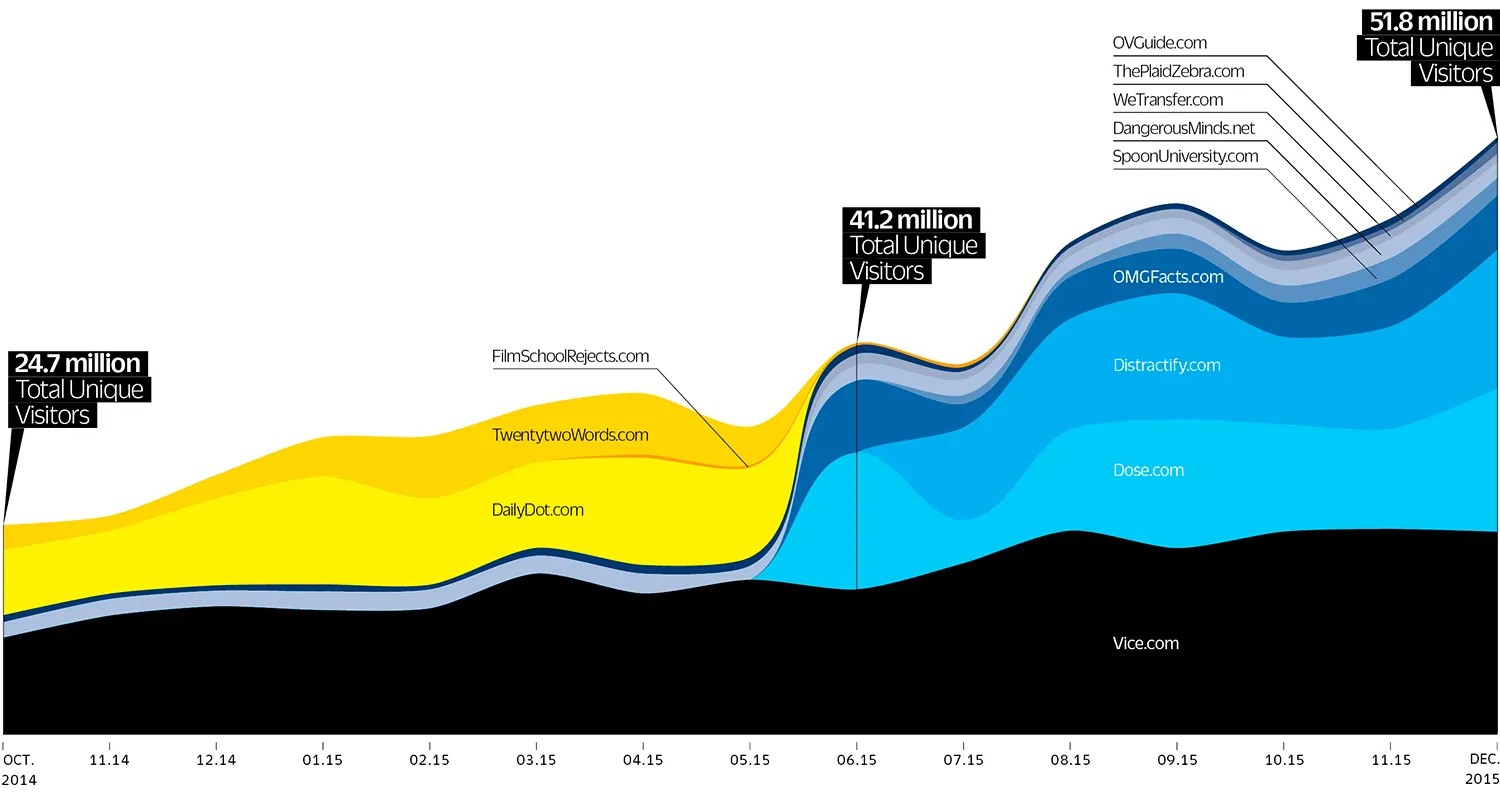 51.8 million
Total Unique
Visitors
OVGuide.com
ThePlaidZebra.com
WeTransfer.com
DangerousMinds.net
SpoonUniversity.com
41.2 million
Total Unique
Visitors
OMGFacts.com
24.7 million
Total Unique
Visitors
FilmSchoolRejects.com
Distractify.com
TwentytwoWords.com
Dose.com
DailyDot.com
Vice.com
OCT. 11.14 12.14 01.15 02.15 03.15 04.15 05.15 06.15 07.15 08.15 09.15 10.15 11.15 DEC.
2014 2015